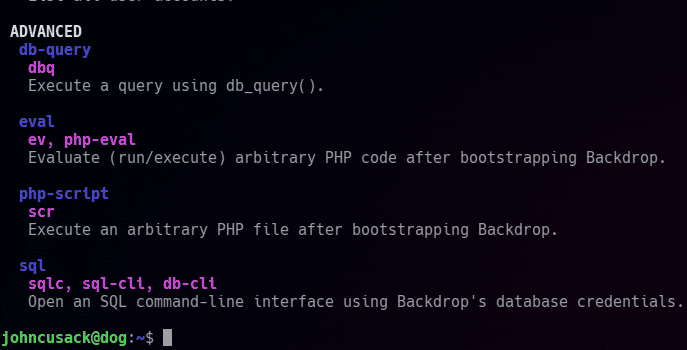 ADVANCED
db-query
dbq
Execute a query using db_query().
eval
ev, php-eval
Evaluate (run/execute) arbitrary PHP code after bootstrapping Backdrop.
php-script
scr
Execute an arbitrary PHP file after bootstrapping Backdrop.
sql
sqlc, sql-cli, db-cli
Open an SQL command-line interface using Backdrop's database credentials.
johncusack@dog:~$